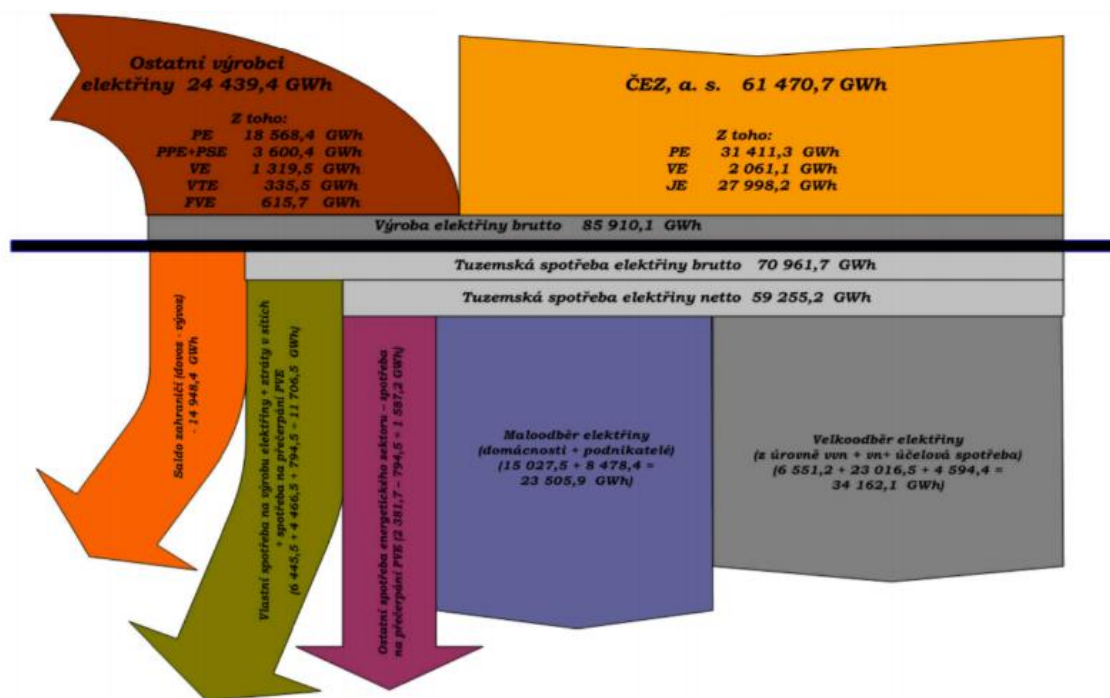 Ostatní výrobci
elektřiny 24 439,4 GWh
Z toho:
PE 18 568,4 GWh
PPE+PSE 3 600,4 GWh
VE 1 319,5 GWh
VTE 335,5 GWh
FVE 615,7 GWh
ČEZ, a. s. 61 470,7 GWh
Z toho:
PE 31 411,3 GWh
VE 2 061,1 GWh
JE 27 998,2 GWh
Výroba elektřiny brutto 85 910,1 GWh
Tuzemská spotřeba elektřiny brutto 70 961,7 GWh
Tuzemská spotřeba elektřiny netto 59 255,2 GWh
Saldo zahraničí (dovoz - vývoz)
- 14 948,4 GWh
Vlastní spotřeba na výrobu elektřiny + ztráty v sítích
+ spotřeba na přečerpání PVE
(6 445,5 + 4 466,5 + 794,5 = 11 706,5 GWh)
Ostatní spotřeba energetického sektoru - spotřeba
na přečerpání PVE (2 381,7 - 794,5 = 1 587,2 GWh)
Maloodběr elektřiny
(domácnosti + podnikatelé)
(15 027,5 + 8 478,4 =
23 505,9 GWh)
Velkoodběr elektřiny
(z úrovně vvn + vn+ účelová spotřeba)
(6 551,2 + 23 016,5 + 4 594,4 =
34 162,1 GWh)